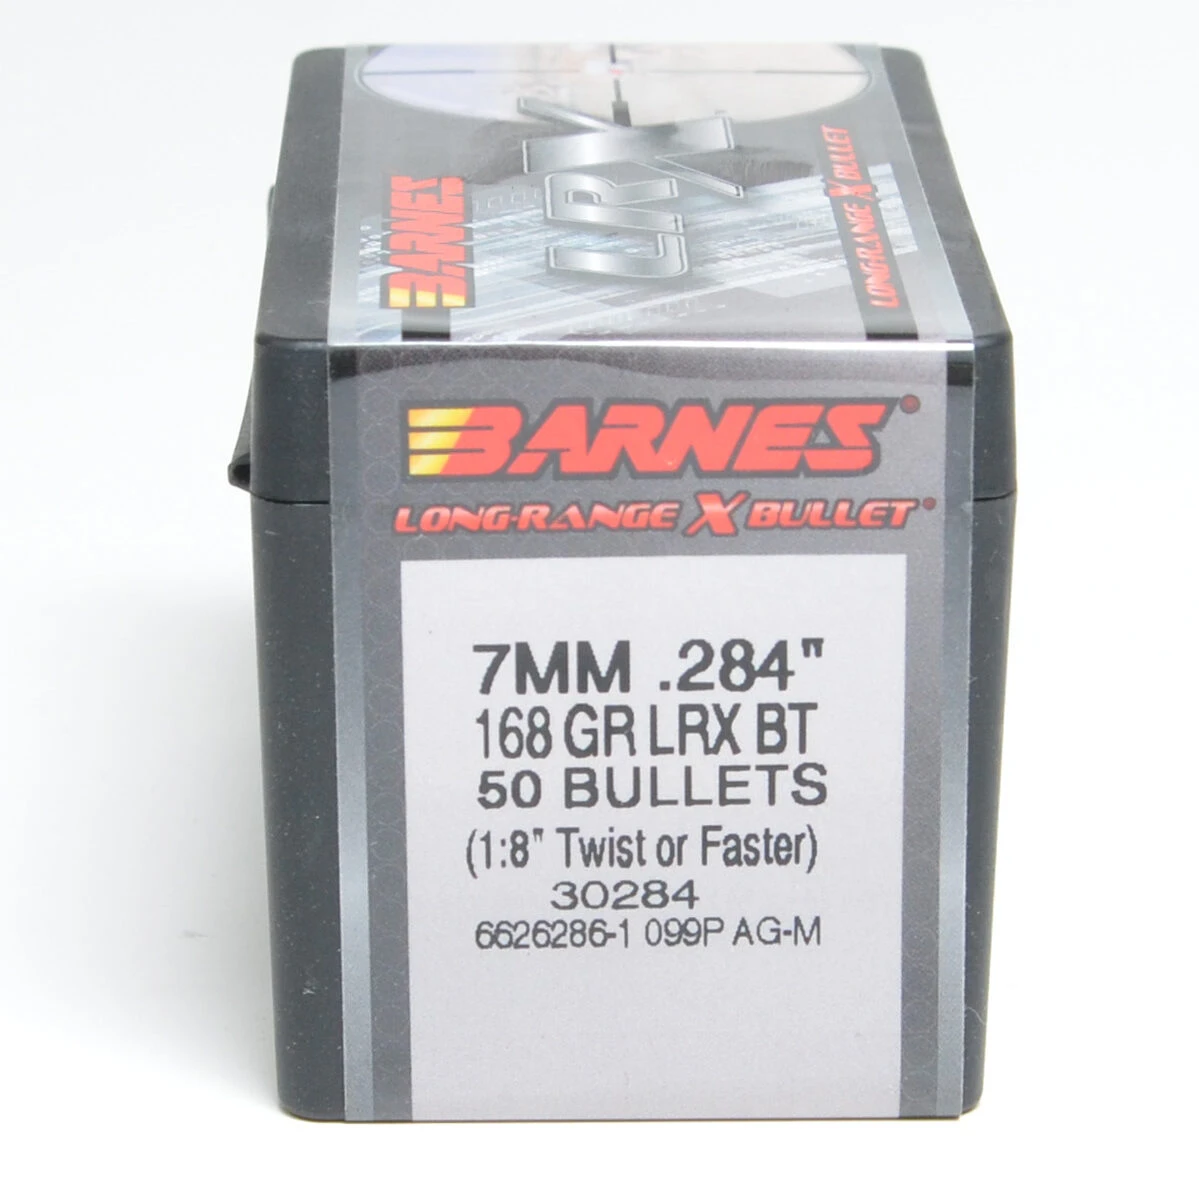 BARNES
LRX
LONG-RANGE X BULLET
BARNES®
LONG-RANGE X BULLET®
7MM .284"
168 GR LRX BT
50 BULLETS
(1:8" Twist or Faster)
30284
6626286-1 099P AG-M